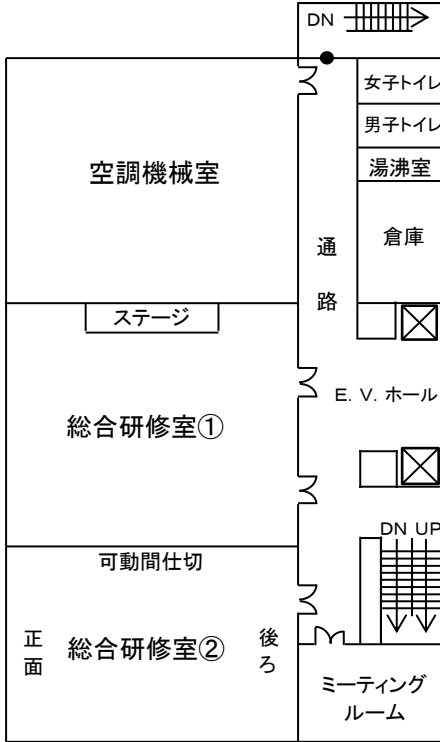 DN
女子トイレ
男子トイレ
湯沸室
倉庫
空調機械室
通
路
ステージ
E. V. ホール
総合研修室①
DN UP
可動間仕切
正
面
総合研修室②
後
ろ
ミーティング
ルーム